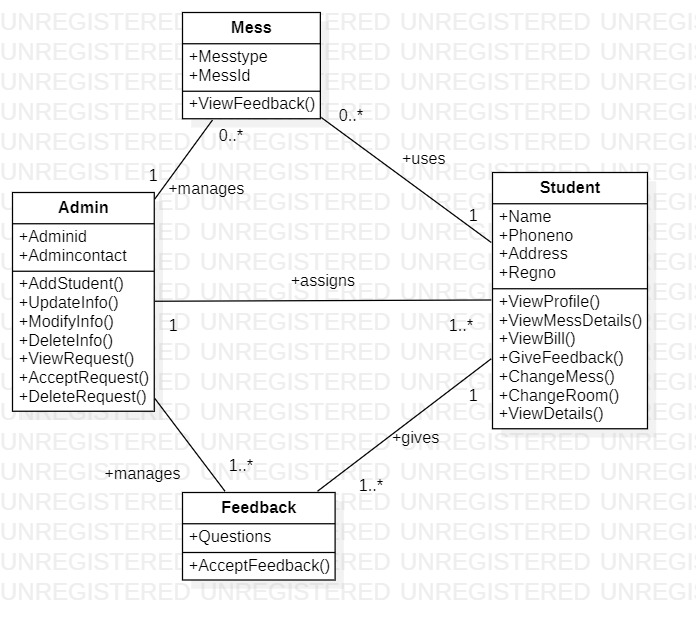 Mess
+Messtype
+MessId
+ViewFeedback()
0..*
0..*
+uses
1
+manages
1
Admin
+Adminid
+Admincontact
+AddStudent()
+UpdateInfo()
+ModifyInfo()
+DeleteInfo()
+ViewRequest()
+AcceptRequest()
+DeleteRequest()
Student
+Name
+Phoneno
+Address
+Regno
+ViewProfile()
+ViewMessDetails()
+ViewBill()
+GiveFeedback()
+ChangeMess()
+ChangeRoom()
+ViewDetails()
+assigns
1
1..*
1
+gives
1..*
+manages
1..*
Feedback
+Questions
+AcceptFeedback()
UNREGISTERED